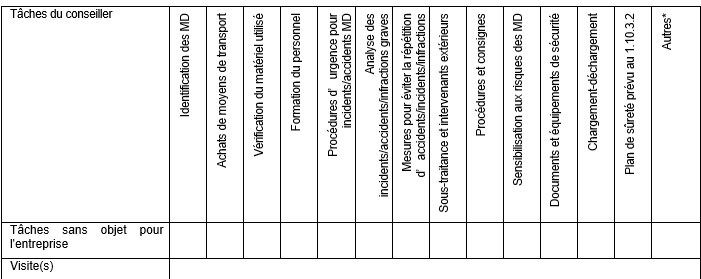 Tâches du conseiller
Identification des MD
Achats de moyens de transport
Vérification du matériel utilisé
Formation du personnel
Procédures d' urgence pour
incidents/accidents MD
Analyse des
incidents/accidents/infractions graves
Mesures pour éviter la répétition
d' accidents/incidents/infractions
Sous-traitance et intervenants extérieurs
Procédures et consignes
Sensibilisation aux risques des MD
Documents et équipements de sécurité
Chargement-déchargement
Plan de sûreté prévu au 1.10.3.2
Autres*
Tâches sans objet pour
l'entreprise
Visite(s)